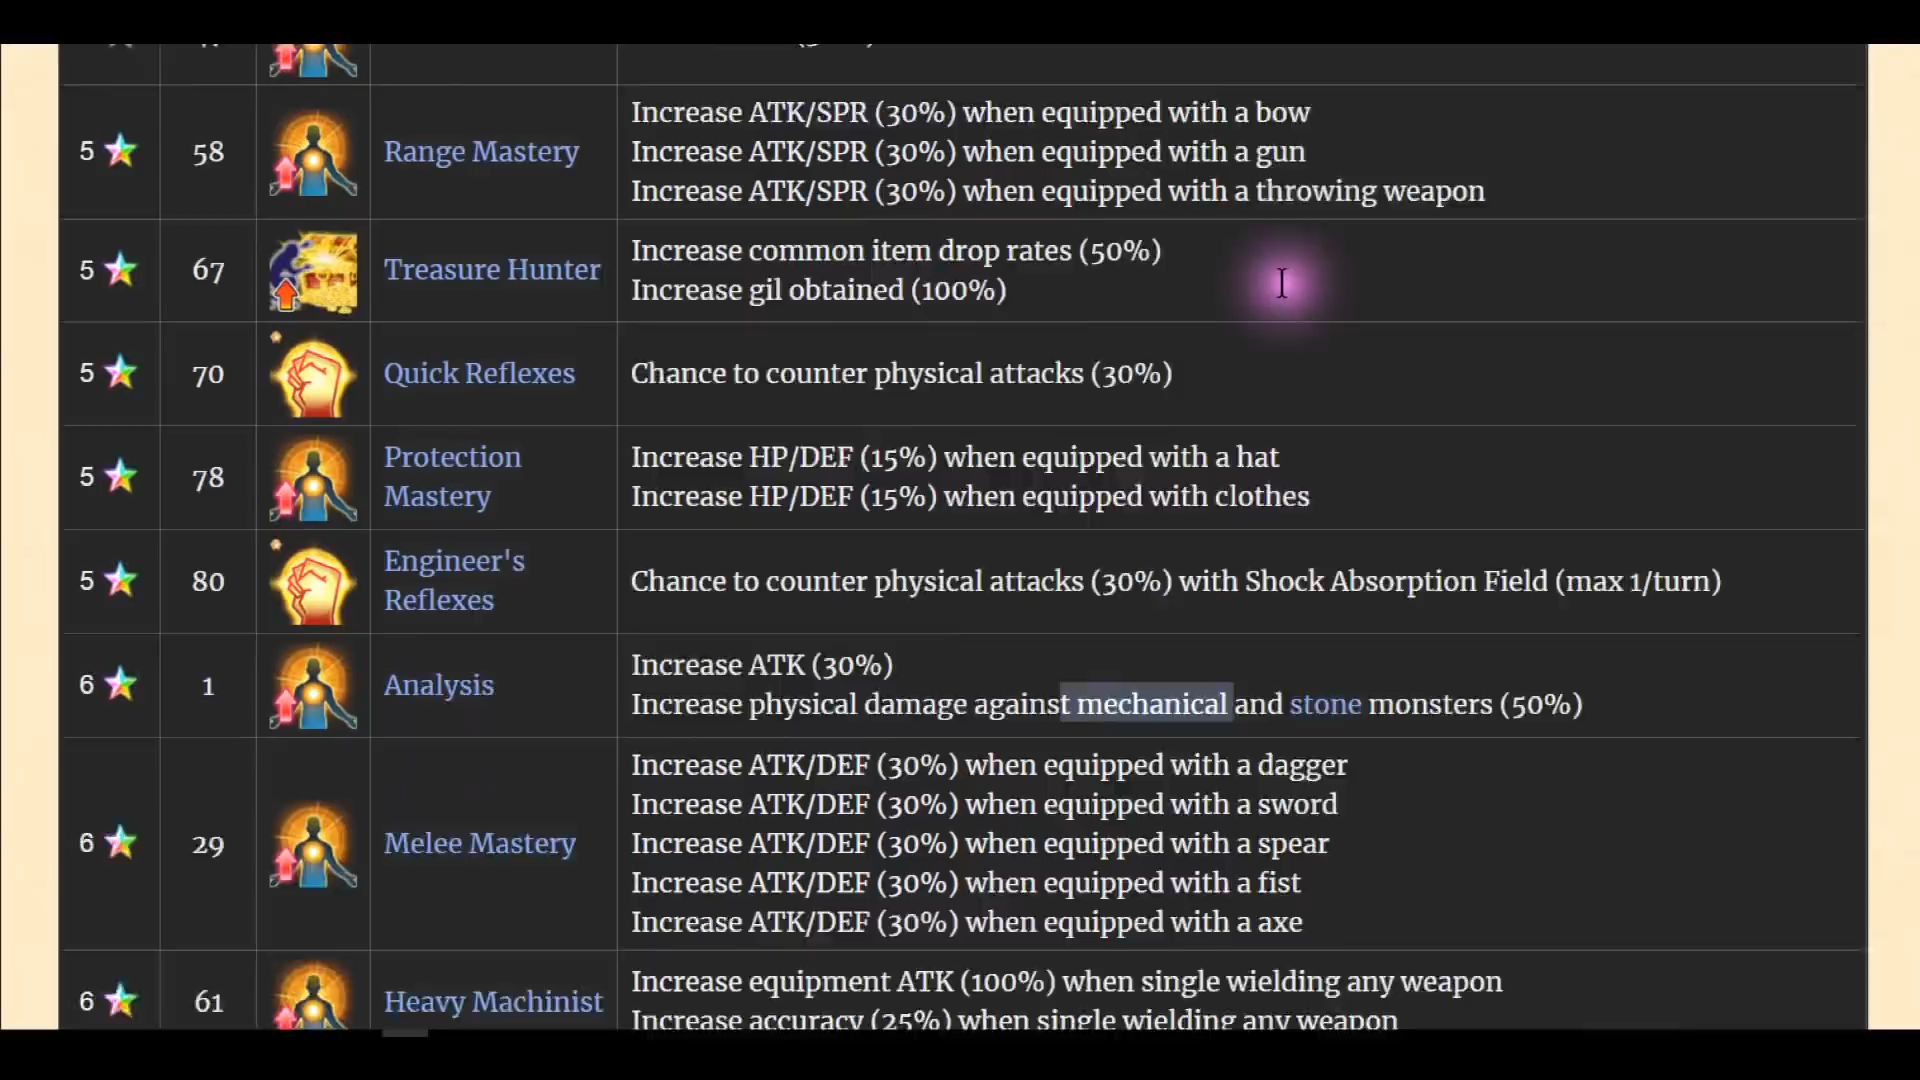 5 58 Range Mastery Increase ATK/SPR (30%) when equipped with a bow
Increase ATK/SPR (30%) when equipped with a gun
Increase ATK/SPR (30%) when equipped with a throwing weapon
5 67 Treasure Hunter Increase common item drop rates (50%)
Increase gil obtained (100%)
5 70 Quick Reflexes Chance to counter physical attacks (30%)
5 78 Protection Mastery Increase HP/DEF (15%) when equipped with a hat
Increase HP/DEF (15%) when equipped with clothes
5 80 Engineer's Reflexes Chance to counter physical attacks (30%) with Shock Absorption Field (max 1/turn)
6 1 Analysis Increase ATK (30%)
Increase physical damage against mechanical and stone monsters (50%)
6 29 Melee Mastery Increase ATK/DEF (30%) when equipped with a dagger
Increase ATK/DEF (30%) when equipped with a sword
Increase ATK/DEF (30%) when equipped with a spear
Increase ATK/DEF (30%) when equipped with a fist
Increase ATK/DEF (30%) when equipped with a axe
6 61 Heavy Machinist Increase equipment ATK (100%) when single wielding any weapon
Increase accuracy (25%) when single wielding any weapon